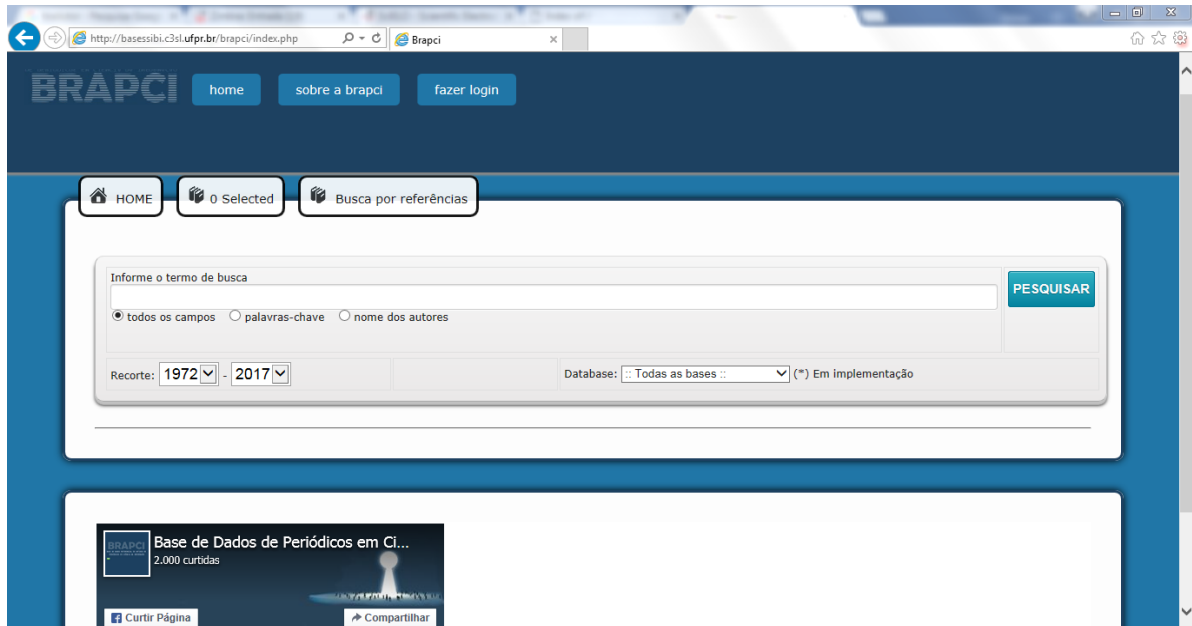 http://basessibi.c3sl.ufpr.br/brapci/index.php
Brapci
BRAPCI
home
sobre a brapci
fazer login
HOME
0 Selected
Busca por referências
Informe o termo de busca
PESQUISAR
todos os campos palavras-chave nome dos autores
Recorte: 1972 - 2017 Database: :: Todas as bases :: (*) Em implementação
BRAPCI
Base de Dados de Periódicos em Ci...
2.000 curtidas
Curtir Página
Compartilhar